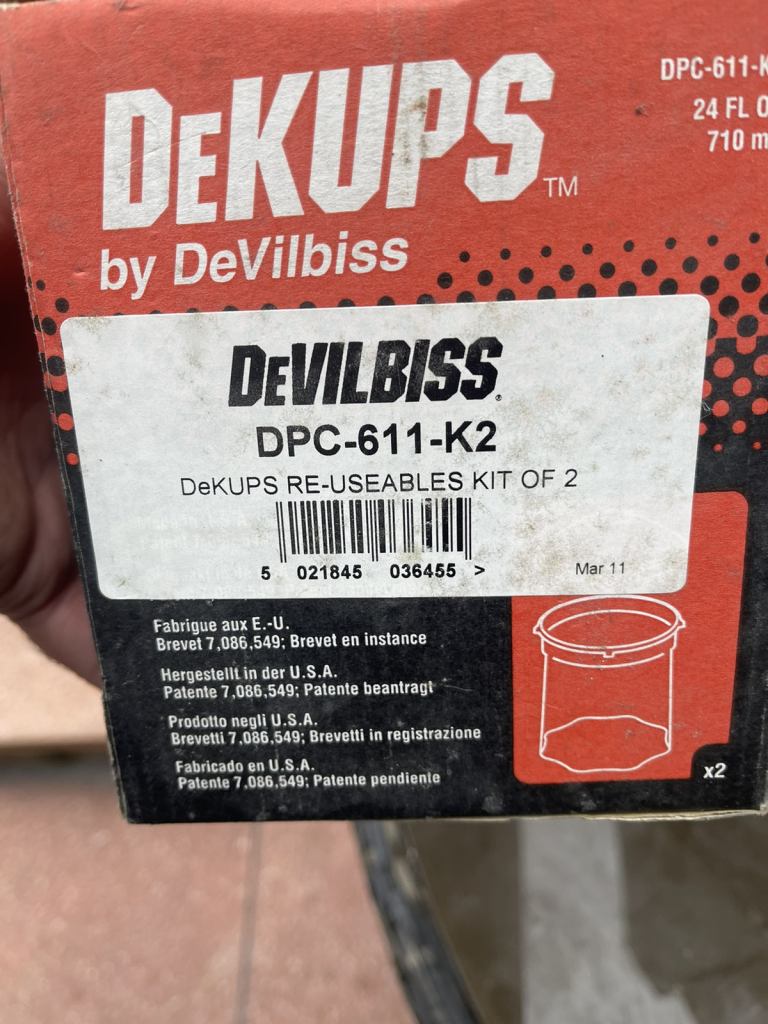 DeKUPS™
by DeVilbiss
DPC-611-K
24 FL O
710 m
DeVILBISS®
DPC-611-K2
DeKUPS RE-USEABLES KIT OF 2
5 021845 036455 >
Mar 11
Fabrique aux E.-U.
Brevet 7,086,549; Brevet en instance
Hergestellt in der U.S.A.
Patente 7,086,549; Patente beantragt
Prodotto negli U.S.A.
Brevetti 7,086,549; Brevetti in registrazione
Fabricado en U.S.A.
Patente 7,086,549; Patente pendiente
x2